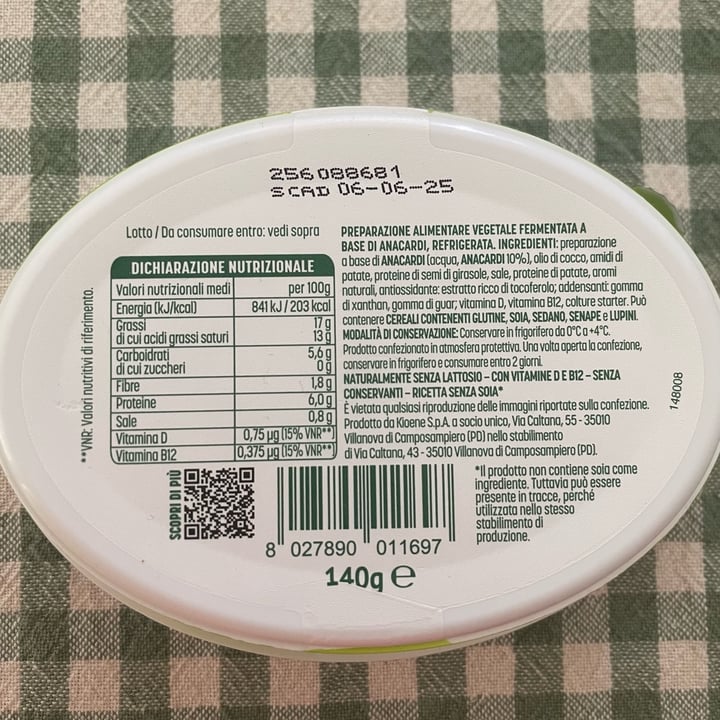 256088681
SCAD 06-06-25
Lotto / Da consumare entro: vedi sopra
DICHIARAZIONE NUTRIZIONALE
Valori nutrizionali medi per 100g
Energia (kJ/kcal) 841 kJ / 203 kcal
Grassi 17 g
di cui acidi grassi saturi 13 g
Carboidrati 5,6 g
di cui zuccheri 0 g
Fibre 1,8 g
Proteine 6,0 g
Sale 0,8 g
Vitamina D 0,75 µg (15% VNR**)
Vitamina B12 0,375 µg (15% VNR**)
**VNR: Valori nutritivi di riferimento.
PREPARAZIONE ALIMENTARE VEGETALE FERMENTATA A
BASE DI ANACARDI, REFRIGERATA. INGREDIENTI: preparazione
a base di ANACARDI (acqua, ANACARDI 10%), olio di cocco, amidi di
patate, proteine di semi di girasole, sale, proteine di patate, aromi
naturali, antiossidante: estratto ricco di tocoferolo; addensanti: gomma
di xanthan, gomma di guar; vitamina D, vitamina B12, colture starter. Può
contenere CEREALI CONTENENTI GLUTINE, SOIA, SEDANO, SENAPE e LUPINI.
MODALITÀ DI CONSERVAZIONE: Conservare in frigorifero da 0°C a +4°C.
Prodotto confezionato in atmosfera protettiva. Una volta aperta la confezione,
conservare in frigorifero e consumare entro 2 giorni.
NATURALMENTE SENZA LATTOSIO - CON VITAMINE D E B12 - SENZA
CONSERVANTI - RICETTA SENZA SOIA*
È vietata qualsiasi riproduzione delle immagini riportate sulla confezione.
Prodotto da Kioene S.p.A. a socio unico, Via Caltana, 55 - 35010
Villanova di Camposampiero (PD) nello stabilimento
di Via Caltana, 43 - 35010 Villanova di Camposampiero (PD).
148008
SCOPRI DI PIÙ
8 027890 011697
140g e
*Il prodotto non contiene soia come
ingrediente. Tuttavia può essere
presente in tracce, perché
utilizzata nello stesso
stabilimento di
produzione.